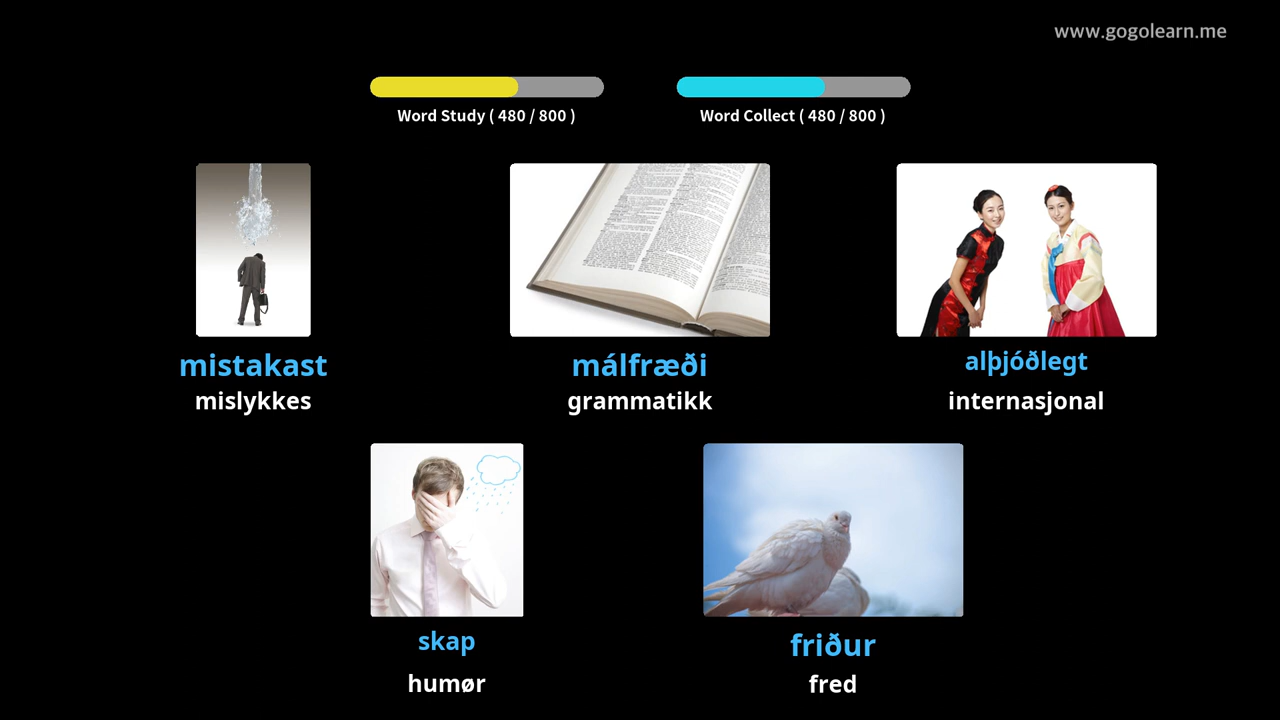 www.gogolearn.me
Word Study ( 480 / 800 )
Word Collect ( 480 / 800 )
mistakast
mislykkes
málfræði
grammatikk
alþjóðlegt
internasjonal
skap
humør
friður
fred